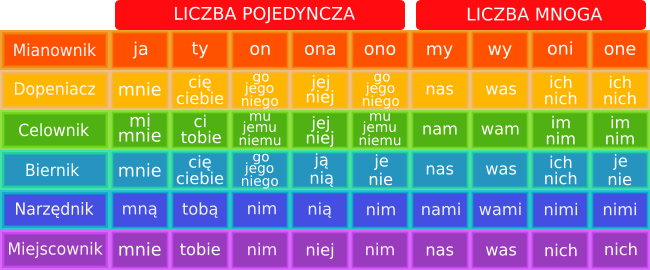 LICZBA POJEDYNCZA LICZBA MNOGA
Mianownik ja ty on ona ono my wy oni one
Dopeniacz mnie cię ciebie go jego niego jej niej go jego niego nas was ich nich ich nich
Celownik mi mnie ci tobie mu jemu niemu jej niej mu jemu niemu nam wam im nim im nim
Biernik mnie cię ciebie go jego niego ją nią je nie nas was ich nich je nie
Narzędnik mną tobą nim nią nim nami wami nimi nimi
Miejscownik mnie tobie nim niej nim nas was nich nich